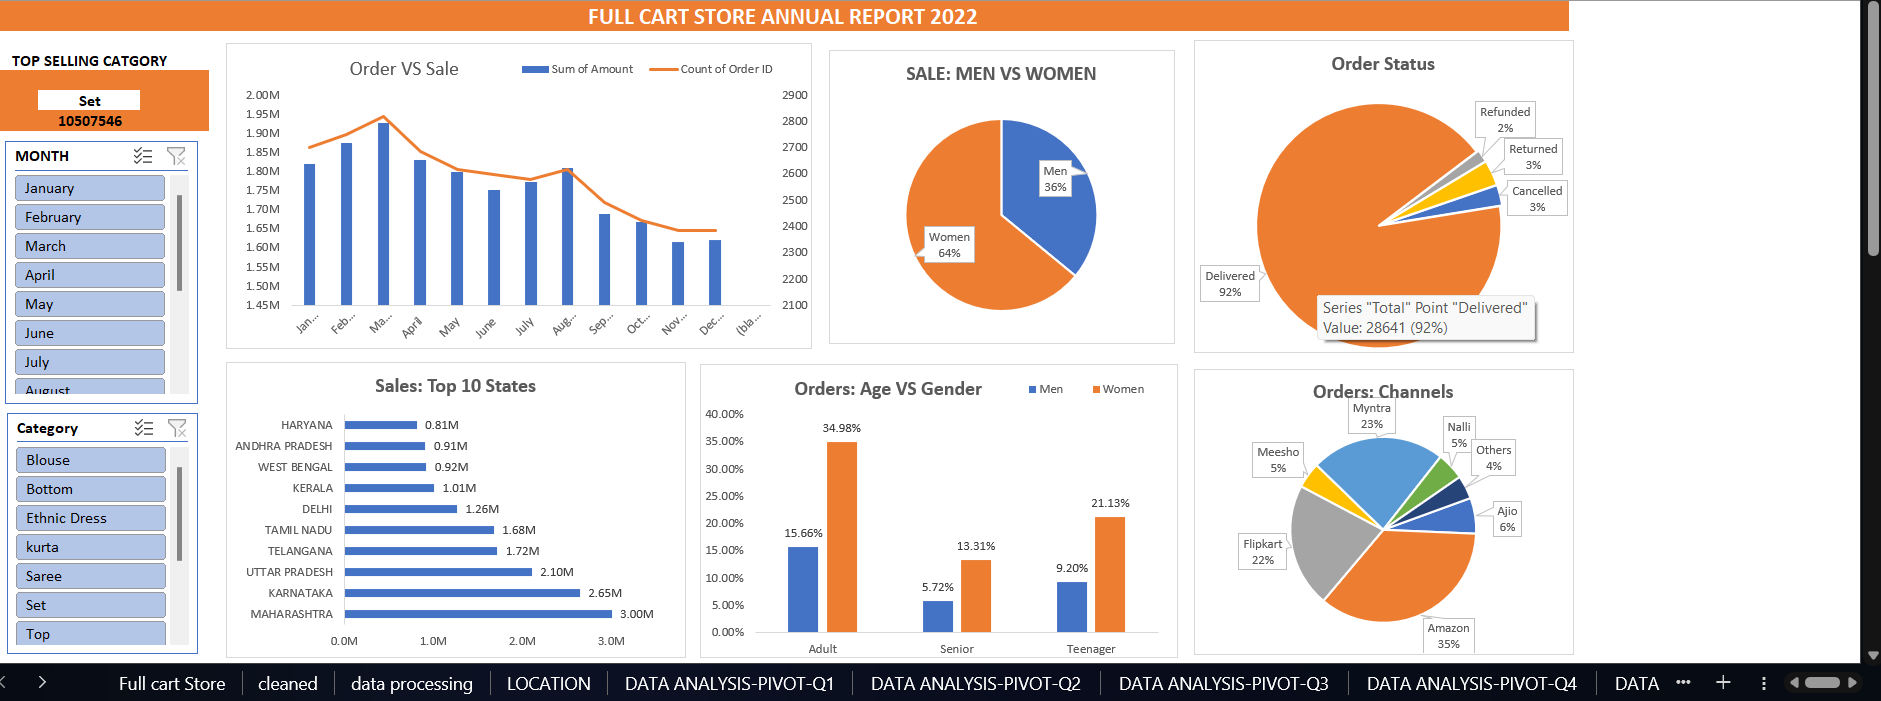 FULL CART STORE ANNUAL REPORT 2022
TOP SELLING CATGORY
Set
10507546
MONTH
January
February
March
April
May
June
July
August
Category
Blouse
Bottom
Ethnic Dress
kurta
Saree
Set
Top
Order VS Sale
Sum of Amount
Count of Order ID
2.00M
1.95M
1.90M
1.85M
1.80M
1.75M
1.70M
1.65M
1.60M
1.55M
1.50M
1.45M
2900
2800
2700
2600
2500
2400
2300
2200
2100
Jan...
Feb...
Ma...
April
May
June
July
Aug...
Sep...
Oct...
Nov...
Dec...
(bla...
SALE: MEN VS WOMEN
Men
36%
Women
64%
Order Status
Refunded
2%
Returned
3%
Cancelled
3%
Delivered
92%
Series "Total" Point "Delivered"
Value: 28641 (92%)
Sales: Top 10 States
HARYANA 0.81M
ANDHRA PRADESH 0.91M
WEST BENGAL 0.92M
KERALA 1.01M
DELHI 1.26M
TAMIL NADU 1.68M
TELANGANA 1.72M
UTTAR PRADESH 2.10M
KARNATAKA 2.65M
MAHARASHTRA 3.00M
0.0M 1.0M 2.0M 3.0M
Orders: Age VS Gender
Men
Women
40.00%
35.00%
30.00%
25.00%
20.00%
15.00%
10.00%
5.00%
0.00%
15.66%
34.98%
5.72%
13.31%
9.20%
21.13%
Adult Senior Teenager
Orders: Channels
Myntra
23%
Nalli
5%
Others
4%
Meesho
5%
Ajio
6%
Flipkart
22%
Amazon
35%
Full cart Store cleaned data processing LOCATION DATA ANALYSIS-PIVOT-Q1 DATA ANALYSIS-PIVOT-Q2 DATA ANALYSIS-PIVOT-Q3 DATA ANALYSIS-PIVOT-Q4 DATA